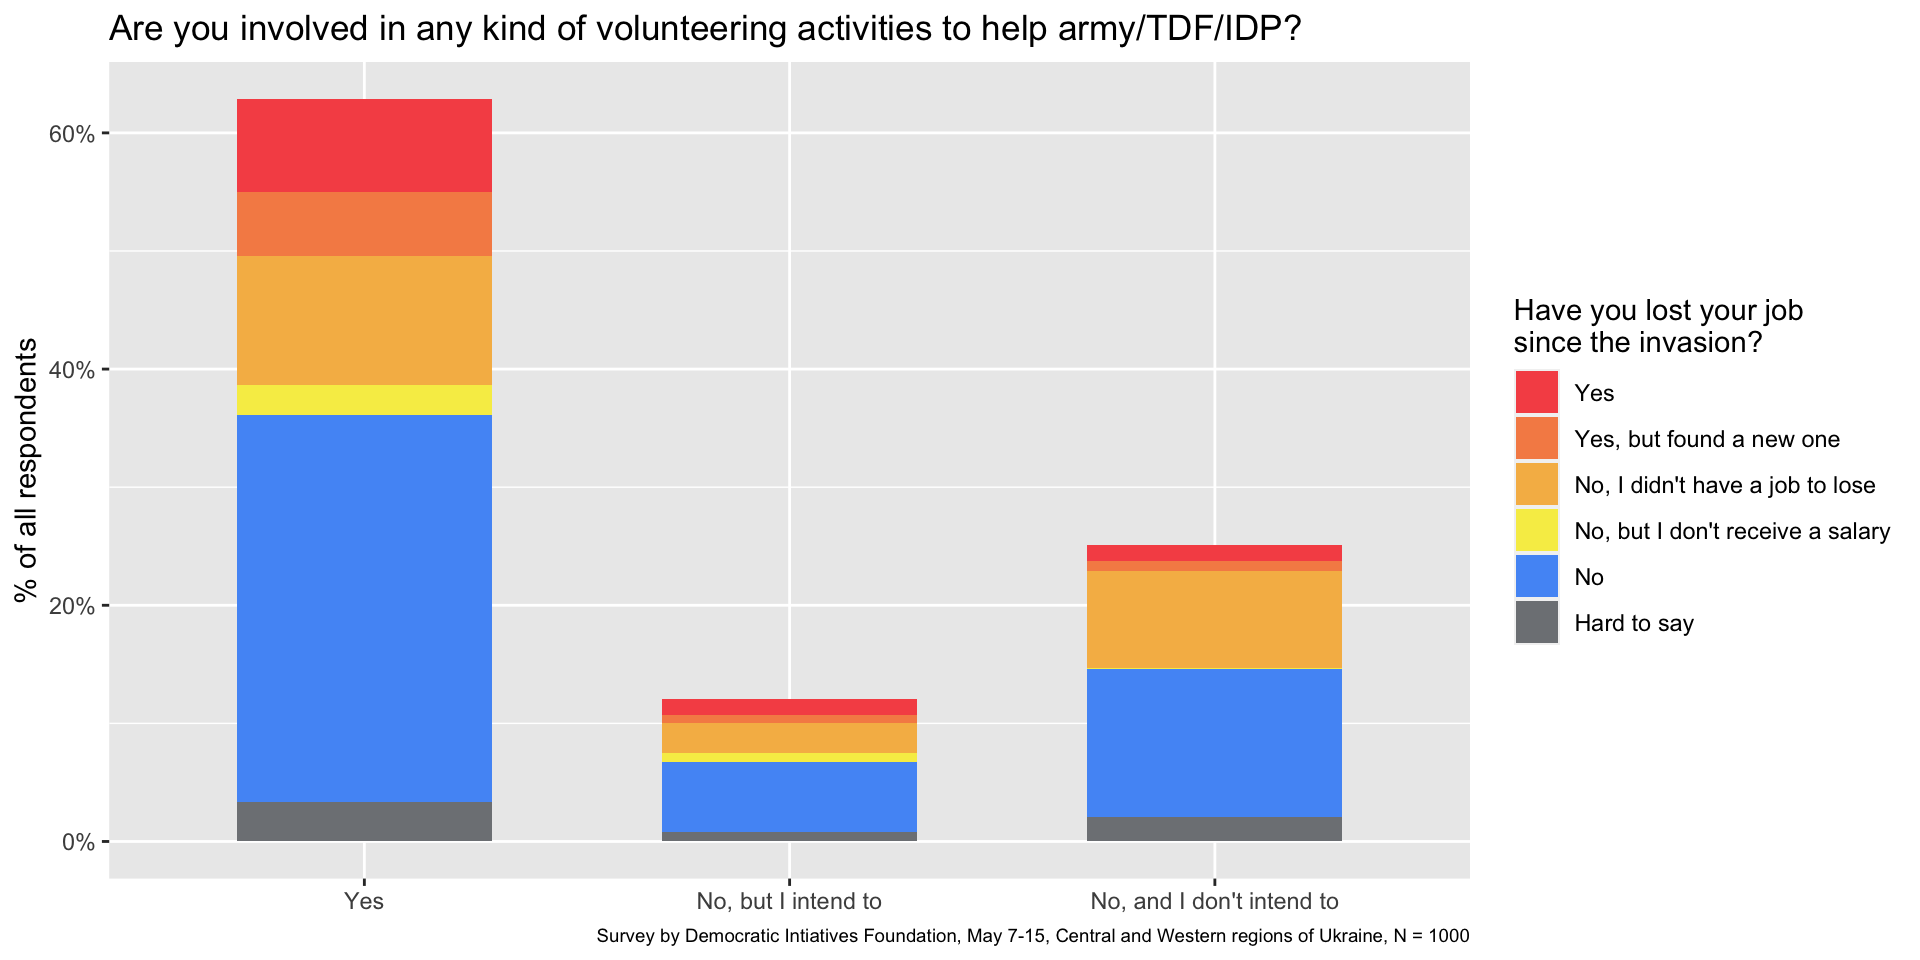 Are you involved in any kind of volunteering activities to help army/TDF/IDP?
% of all respondents
60%
40%
20%
0%
Yes
No, but I intend to
No, and I don't intend to
Have you lost your job
since the invasion?
Yes
Yes, but found a new one
No, I didn't have a job to lose
No, but I don't receive a salary
No
Hard to say
Survey by Democratic Intiatives Foundation, May 7-15, Central and Western regions of Ukraine, N = 1000